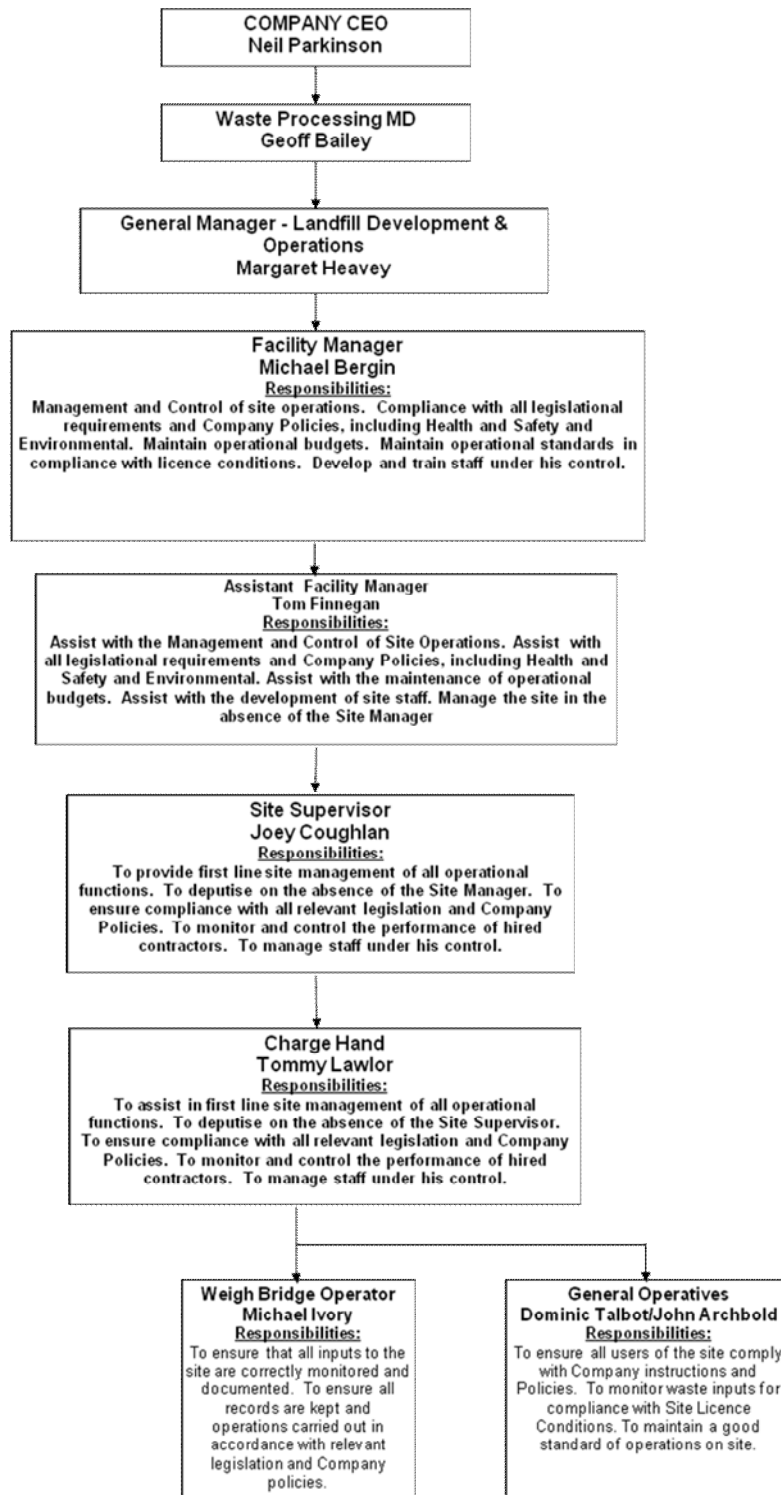 COMPANY CEO
Neil Parkinson
Waste Processing MD
Geoff Bailey
General Manager - Landfill Development &
Operations
Margaret Heavey
Facility Manager
Michael Bergin
Responsibilities:
Management and Control of site operations. Compliance with all legislational
requirements and Company Policies, including Health and Safety and
Environmental. Maintain operational budgets. Maintain operational standards in
compliance with licence conditions. Develop and train staff under his control.
Assistant Facility Manager
Tom Finnegan
Responsibilities:
Assist with the Management and Control of Site Operations. Assist with
all legislational requirements and Company Policies, including Health and
Safety and Environmental. Assist with the maintenance of operational
budgets. Assist with the development of site staff. Manage the site in the
absence of the Site Manager
Site Supervisor
Joey Coughlan
Responsibilities:
To provide first line site management of all operational
functions. To deputise on the absence of the Site Manager. To
ensure compliance with all relevant legislation and Company
Policies. To monitor and control the performance of hired
contractors. To manage staff under his control.
Charge Hand
Tommy Lawlor
Responsibilities:
To assist in first line site management of all operational
functions. To deputise on the absence of the Site Supervisor.
To ensure compliance with all relevant legislation and Company
Policies. To monitor and control the performance of hired
contractors. To manage staff under his control.
Weigh Bridge Operator
Michael Ivory
Responsibilities:
To ensure that all inputs to the
site are correctly monitored and
documented. To ensure all
records are kept and
operations carried out in
accordance with relevant
legislation and Company
policies.
General Operatives
Dominic Talbot/John Archbold
Responsibilities:
To ensure all users of the site comply
with Company instructions and
Policies. To monitor waste inputs for
compliance with Site Licence
Conditions. To maintain a good
standard of operations on site.